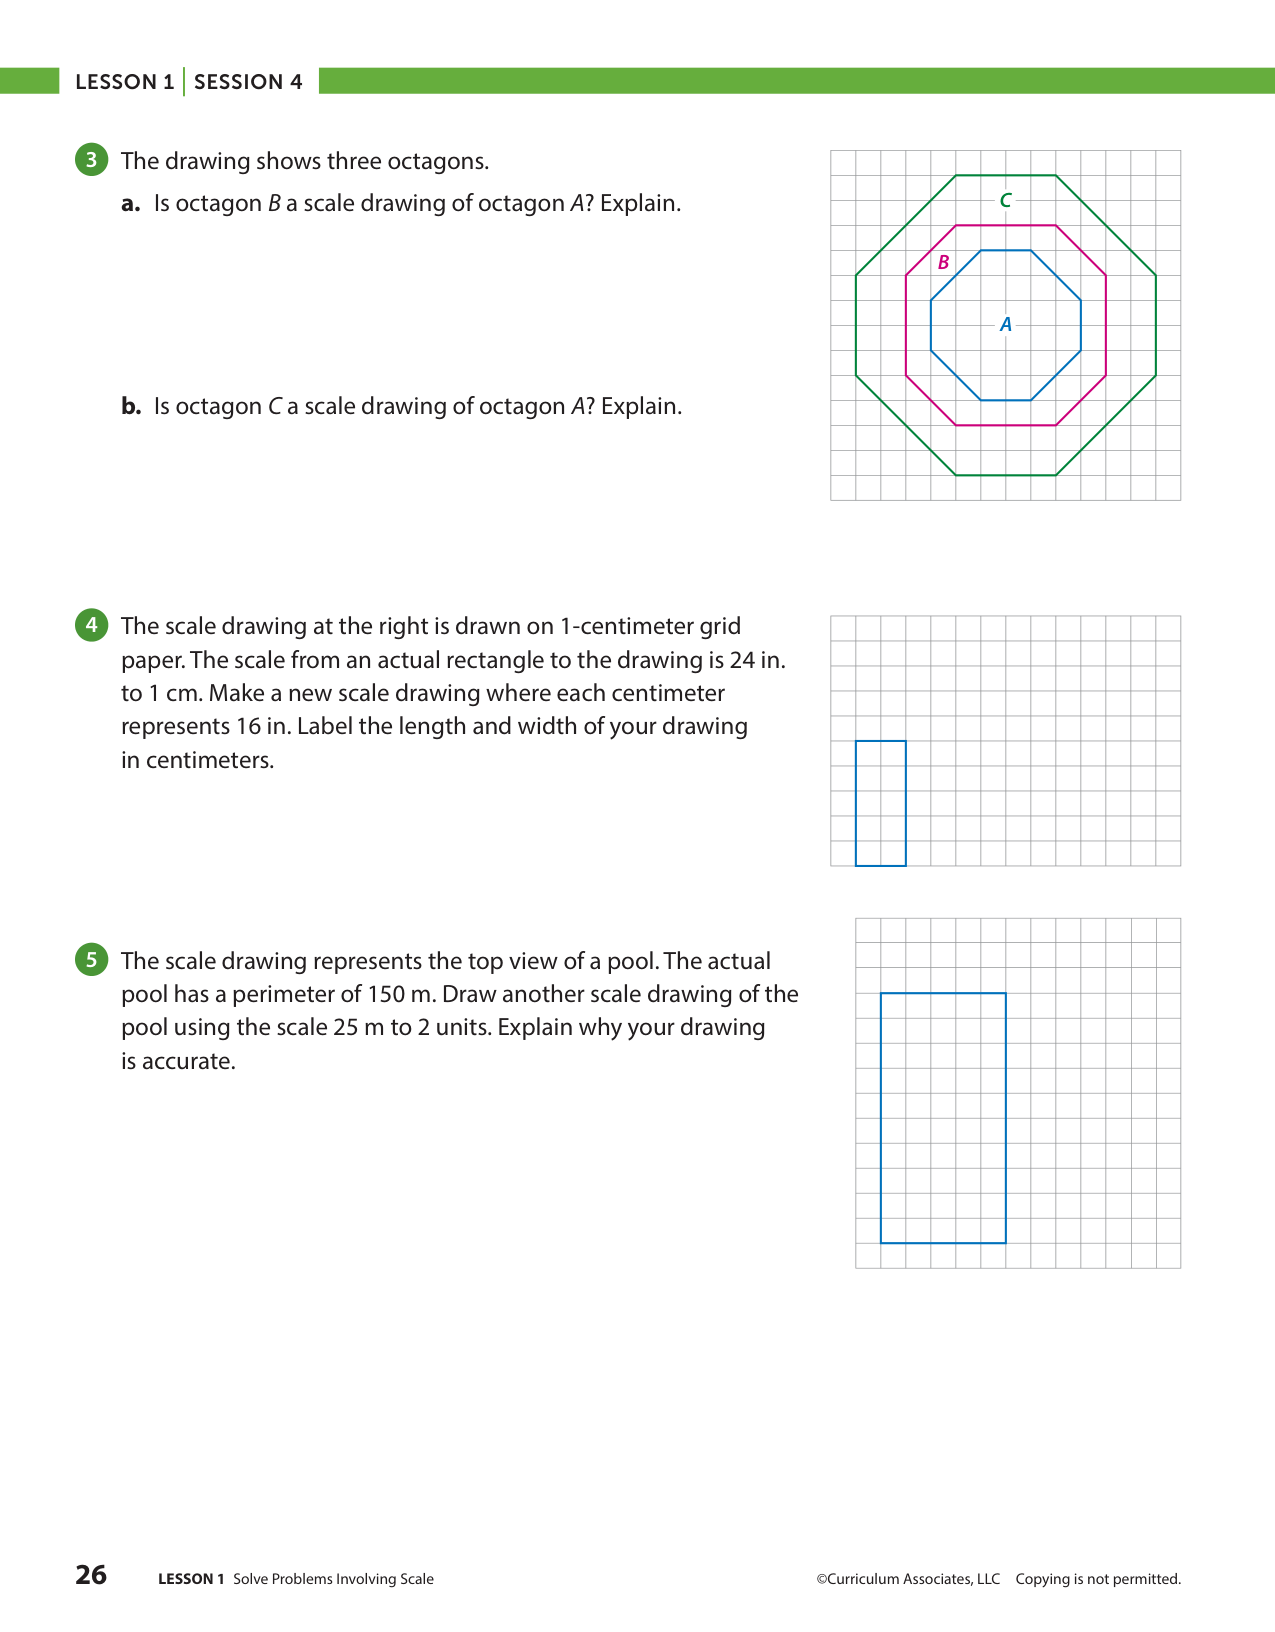 LESSON 1 | SESSION 4
3 The drawing shows three octagons.
a. Is octagon B a scale drawing of octagon A? Explain.
C
B
A
b. Is octagon C a scale drawing of octagon A? Explain.
4 The scale drawing at the right is drawn on 1-centimeter grid
paper. The scale from an actual rectangle to the drawing is 24 in.
to 1 cm. Make a new scale drawing where each centimeter
represents 16 in. Label the length and width of your drawing
in centimeters.
5 The scale drawing represents the top view of a pool. The actual
pool has a perimeter of 150 m. Draw another scale drawing of the
pool using the scale 25 m to 2 units. Explain why your drawing
is accurate.
26 LESSON 1 Solve Problems Involving Scale ©Curriculum Associates, LLC Copying is not permitted.